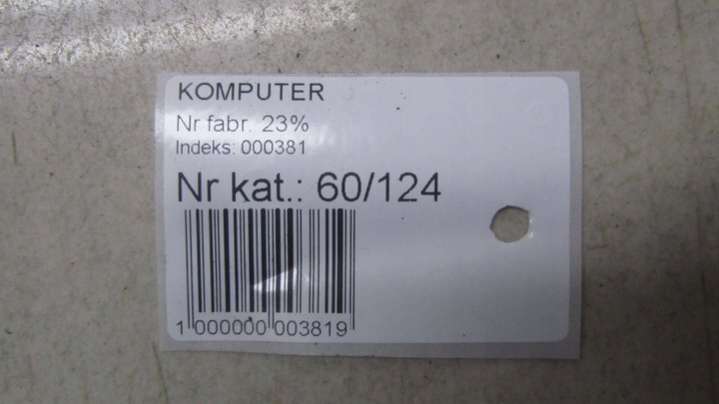 KOMPUTER
Nr fabr. 23%
Indeks: 000381
Nr kat.: 60/124
1 000000 003819